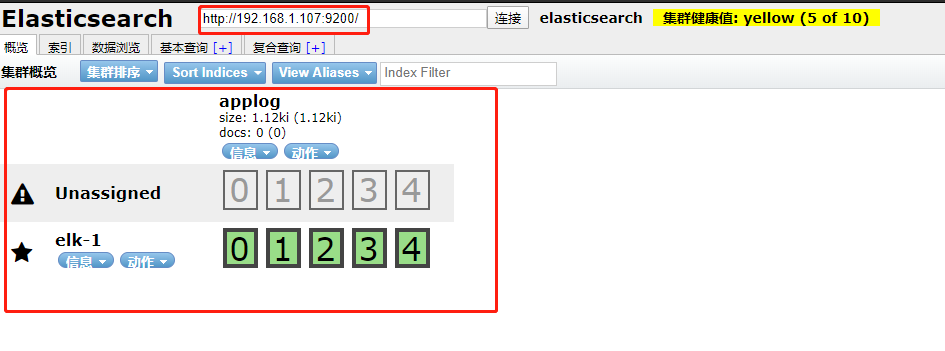 Elasticsearch http://192.168.1.107:9200/ 连接 elasticsearch 集群健康值: yellow (5 of 10)
概览 索引 数据浏览 基本查询 [+] 复合查询 [+]
集群概览 集群排序 Sort Indices View Aliases Index Filter
applog
size: 1.12ki (1.12ki)
docs: 0 (0)
信息 动作
Unassigned 0 1 2 3 4
elk-1 0 1 2 3 4
信息 动作